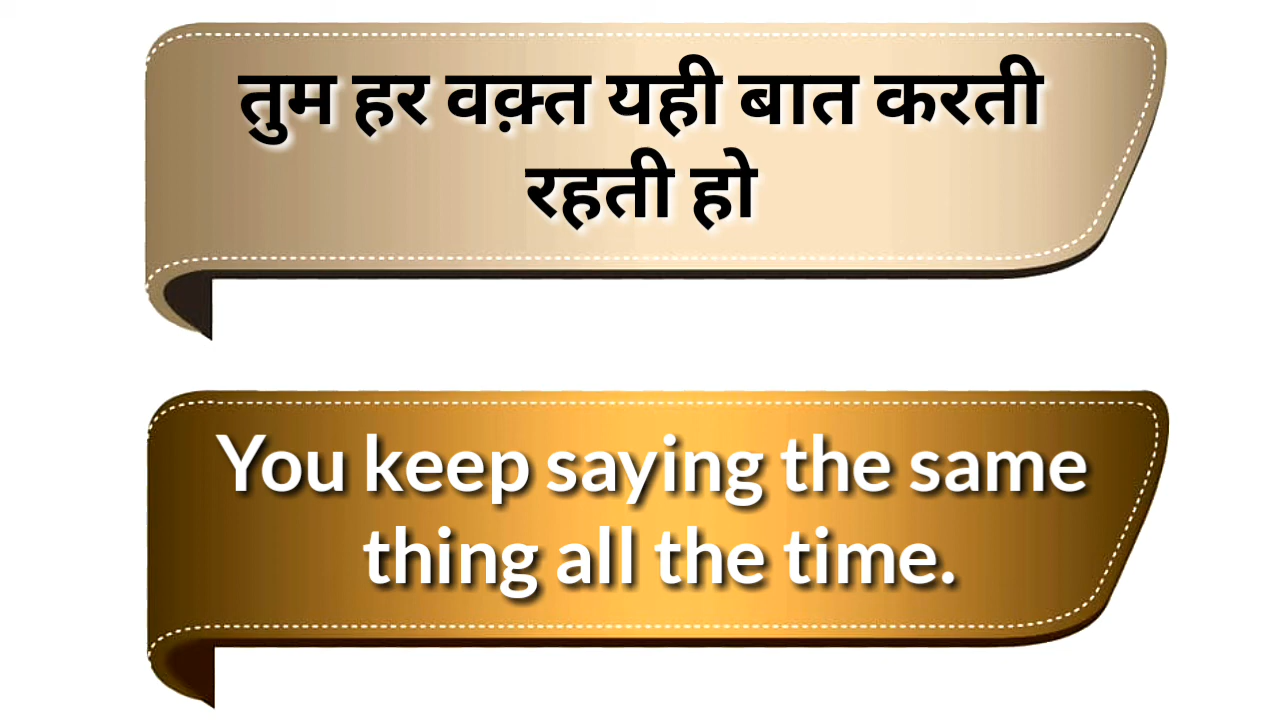 तुम हर वक़्त यही बात करती
रहती हो
You keep saying the same
thing all the time.